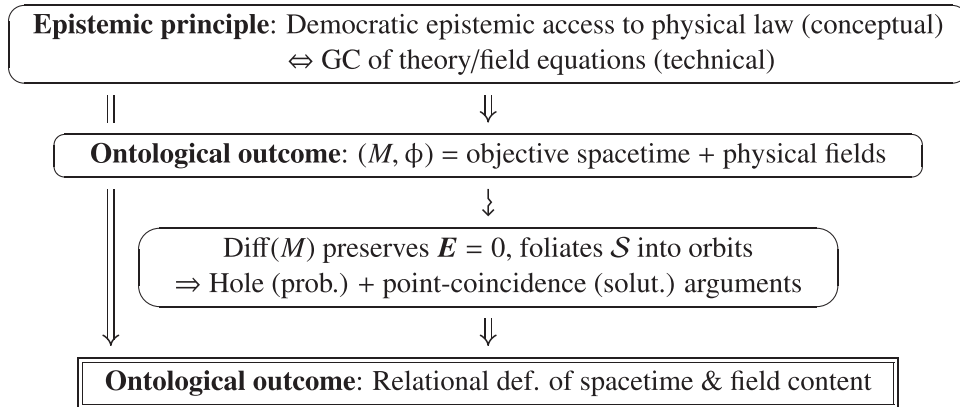 Epistemic principle: Democratic epistemic access to physical law (conceptual)
⇔ GC of theory/field equations (technical)
Ontological outcome: (M, ϕ) = objective spacetime + physical fields
Diff(M) preserves E = 0, foliates S into orbits
⇒ Hole (prob.) + point-coincidence (solut.) arguments
Ontological outcome: Relational def. of spacetime & field content